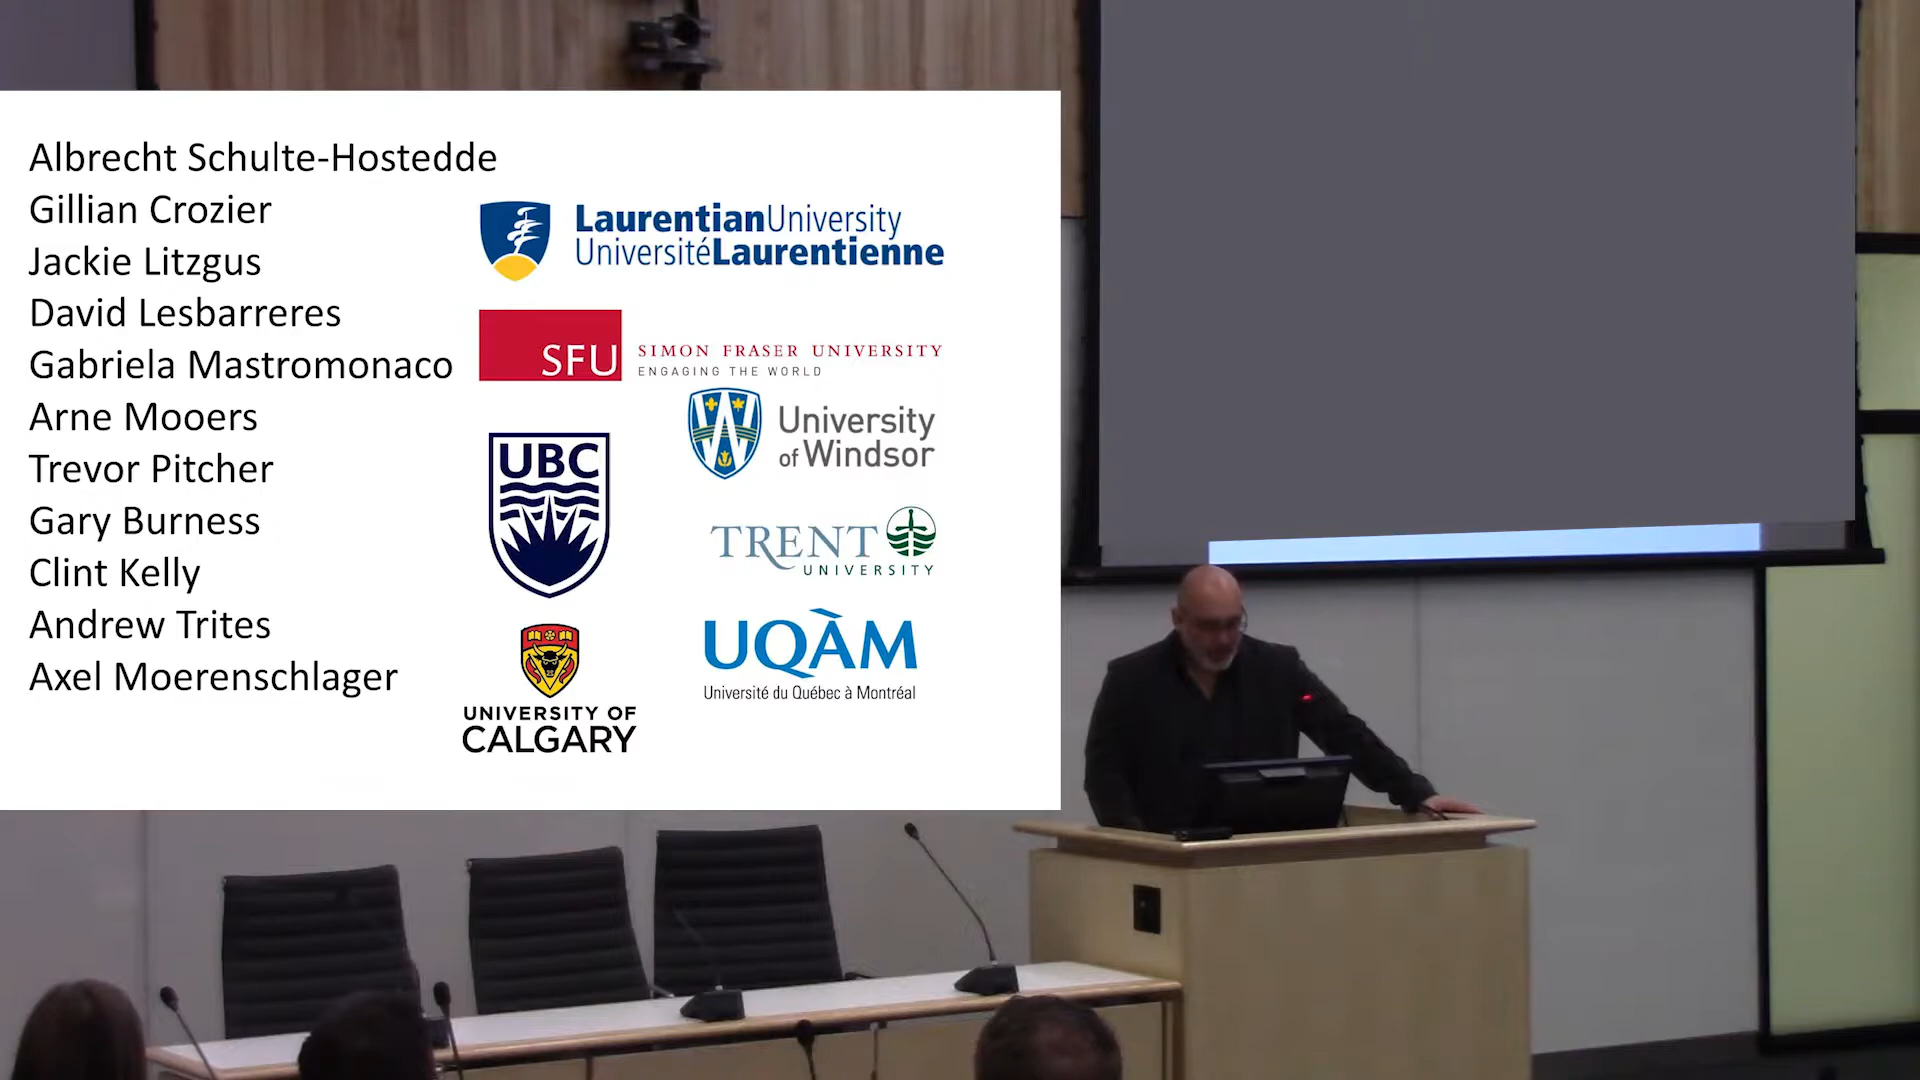 Albrecht Schulte-Hostedde
Gillian Crozier
Jackie Litzgus
David Lesbarreres
Gabriela Mastromonaco
Arne Mooers
Trevor Pitcher
Gary Burness
Clint Kelly
Andrew Trites
Axel Moerenschlager
LaurentianUniversity
UniversitéLaurentienne
SFU
SIMON FRASER UNIVERSITY
ENGAGING THE WORLD
University
of Windsor
UBC
TRENT
UNIVERSITY
UQÀM
Université du Québec à Montréal
UNIVERSITY OF
CALGARY